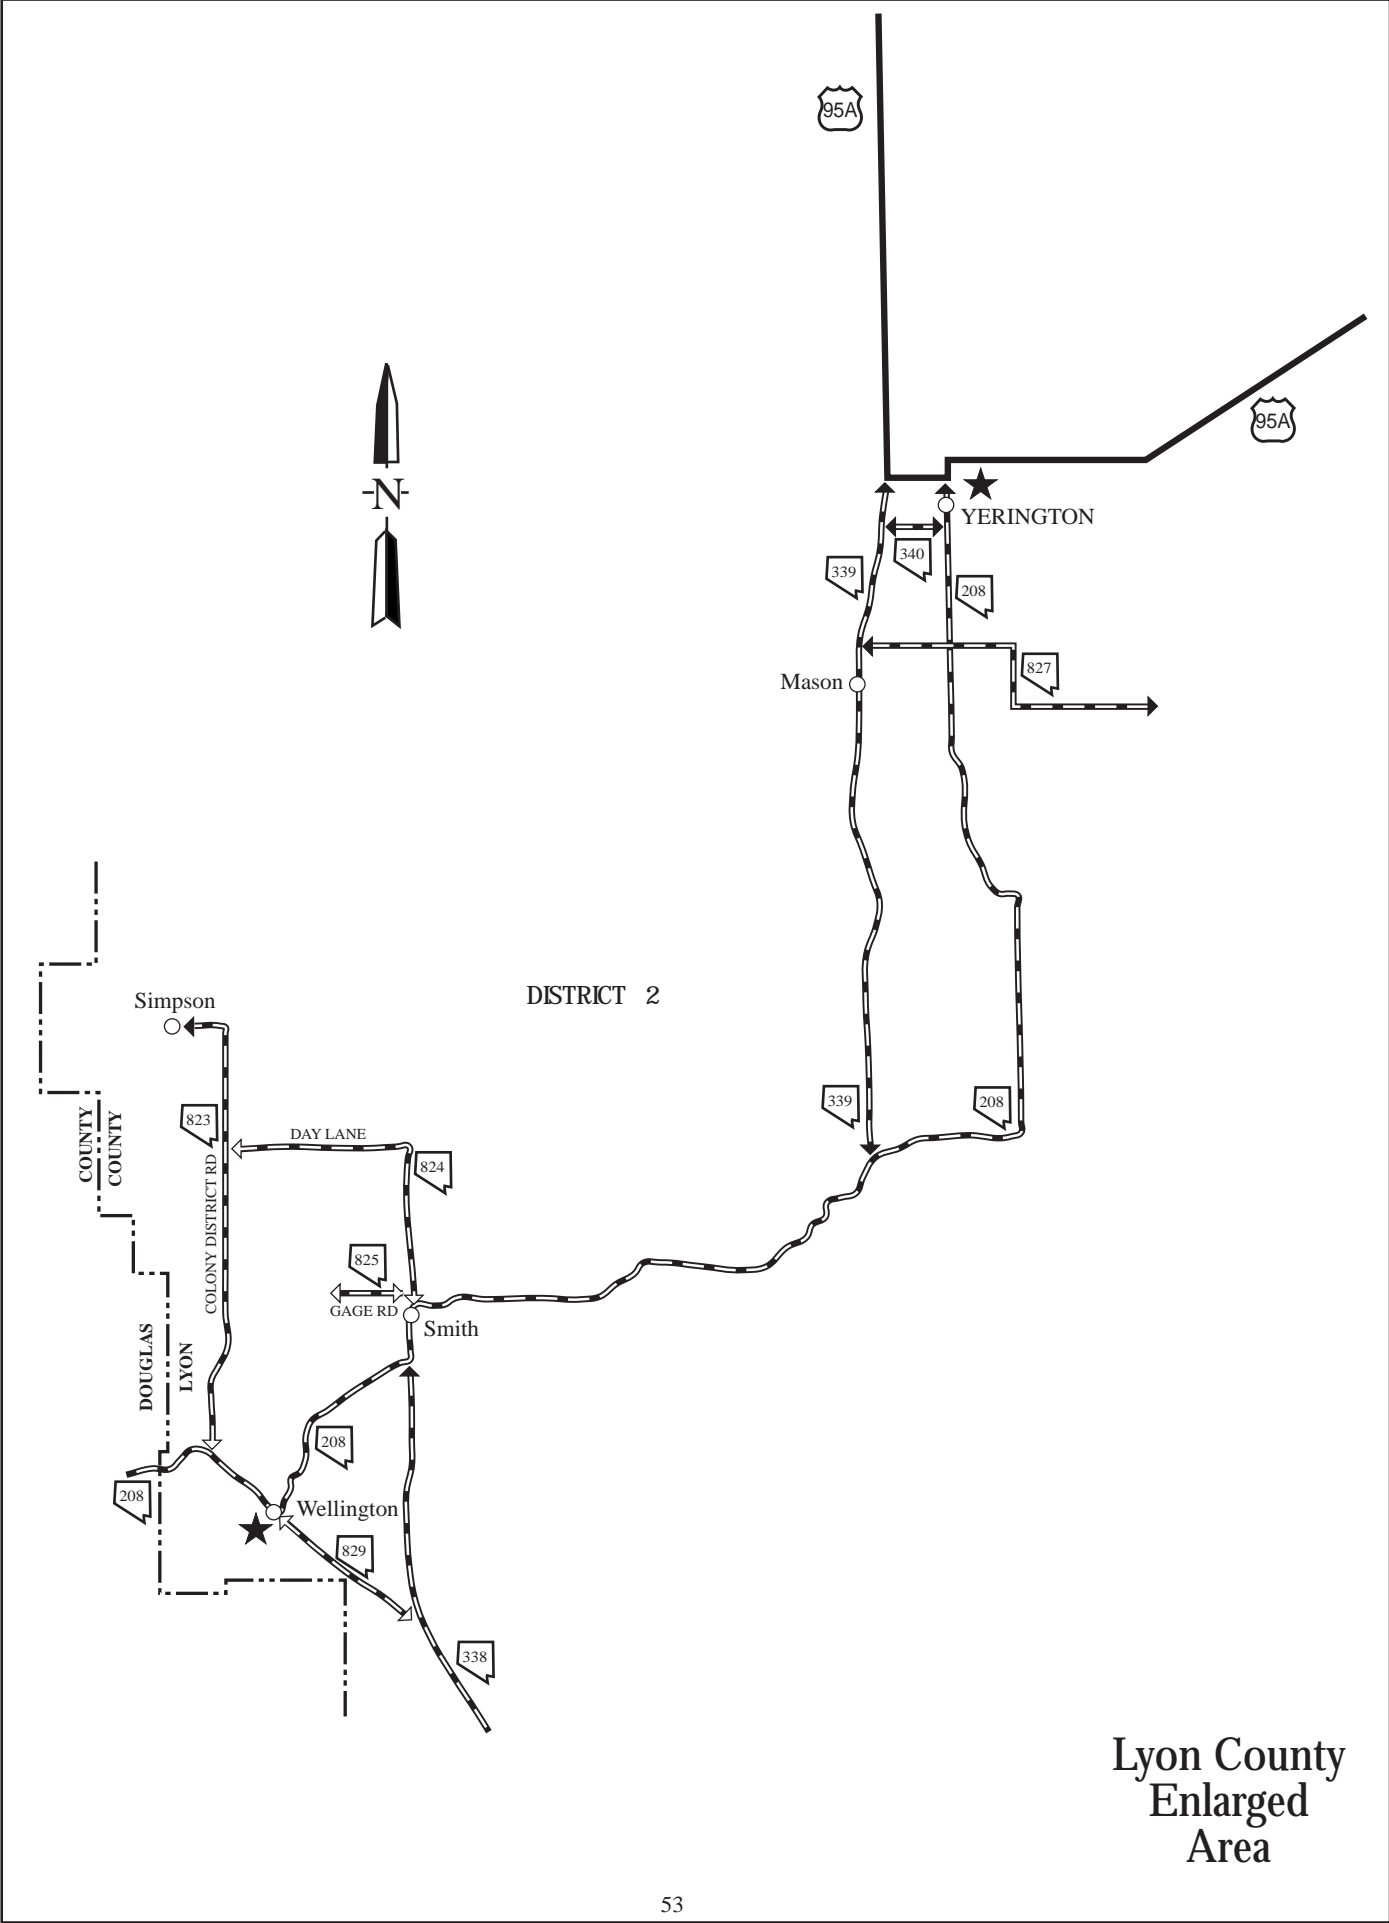 95A
95A
N
YERINGTON
340
339
208
827
Mason
DISTRICT 2
Simpson
339
208
823
COUNTY
COUNTY
DAY LANE
824
COLONY DISTRICT RD
825
GAGE RD
Smith
DOUGLAS
LYON
208
208
Wellington
829
338
Lyon County
Enlarged
Area
53